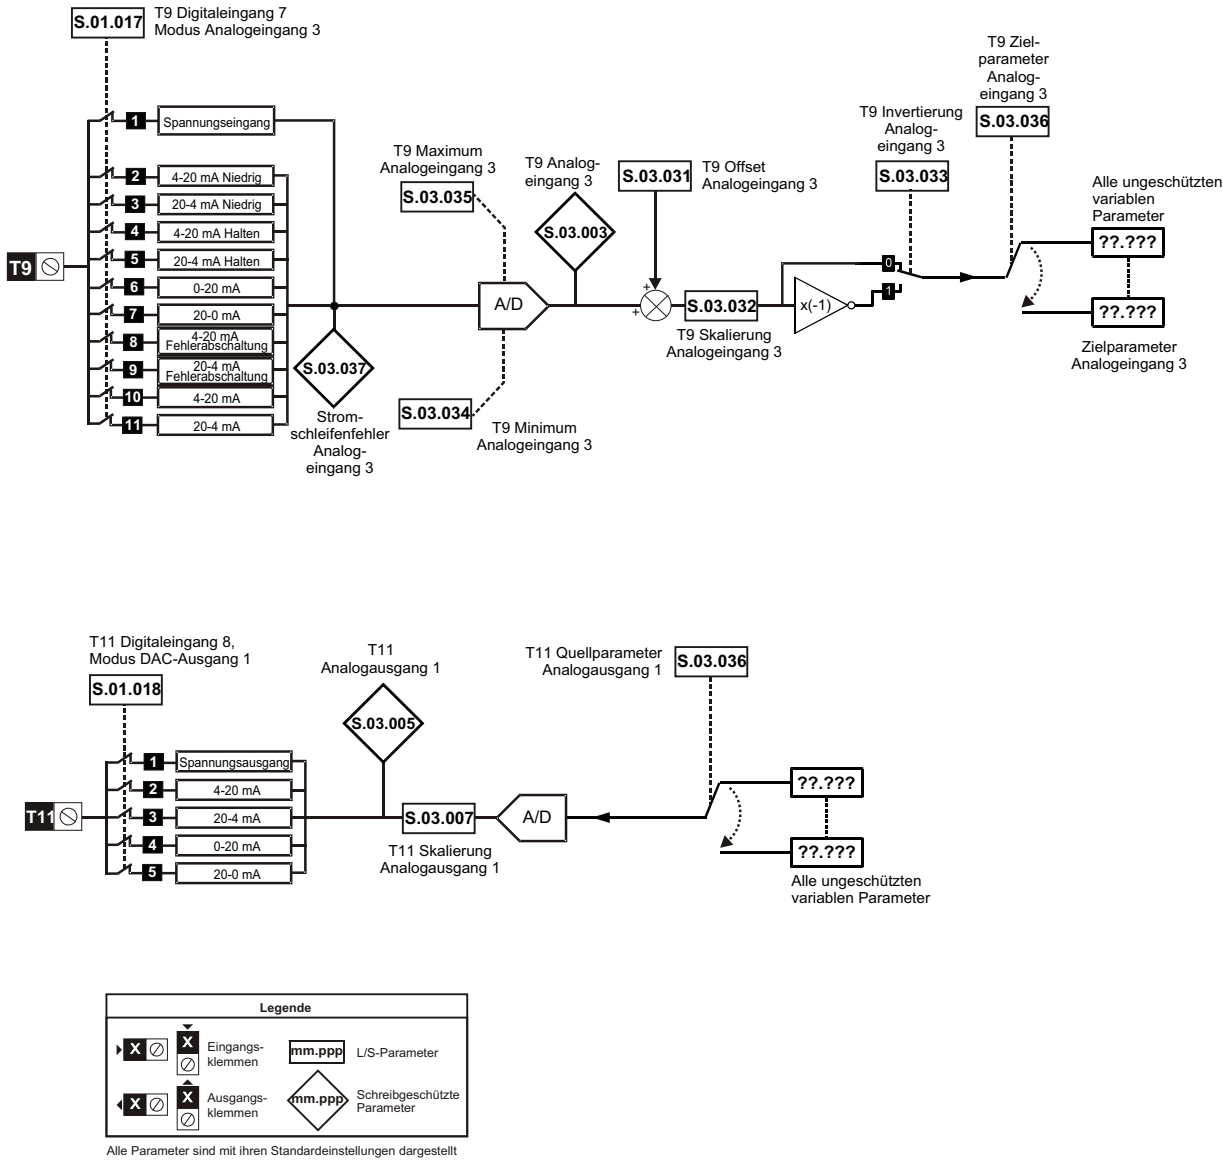 S.01.017
T9 Digitaleingang 7
Modus Analogeingang 3
T9
1
Spannungseingang
2
4-20 mA Niedrig
3
20-4 mA Niedrig
4
4-20 mA Halten
5
20-4 mA Halten
6
0-20 mA
7
20-0 mA
8
4-20 mA
Fehlerabschaltung
9
20-4 mA
Fehlerabschaltung
10
4-20 mA
11
20-4 mA
S.03.037
Strom-
schleifenfehler
Analog-
eingang 3
T9 Maximum
Analogeingang 3
S.03.035
A/D
S.03.034
T9 Minimum
Analogeingang 3
T9 Analog-
eingang 3
S.03.003
S.03.031
T9 Offset
Analogeingang 3
+
+
S.03.032
T9 Skalierung
Analogeingang 3
x(-1)
T9 Invertierung
Analog-
eingang 3
S.03.033
0
1
T9 Ziel-
parameter
Analog-
eingang 3
S.03.036
Alle ungeschützten
variablen
Parameter
??.???
??.???
Zielparameter
Analogeingang 3
T11 Digitaleingang 8,
Modus DAC-Ausgang 1
S.01.018
T11
1
Spannungsausgang
2
4-20 mA
3
20-4 mA
4
0-20 mA
5
20-0 mA
T11
Analogausgang 1
S.03.005
S.03.007
T11 Skalierung
Analogausgang 1
A/D
T11 Quellparameter
Analogausgang 1
S.03.036
??.???
??.???
Alle ungeschützten
variablen Parameter
Legende
X
X
Eingangs-
klemmen
mm.ppp
L/S-Parameter
X
X
Ausgangs-
klemmen
mm.ppp
Schreibgeschützte
Parameter
Alle Parameter sind mit ihren Standardeinstellungen dargestellt